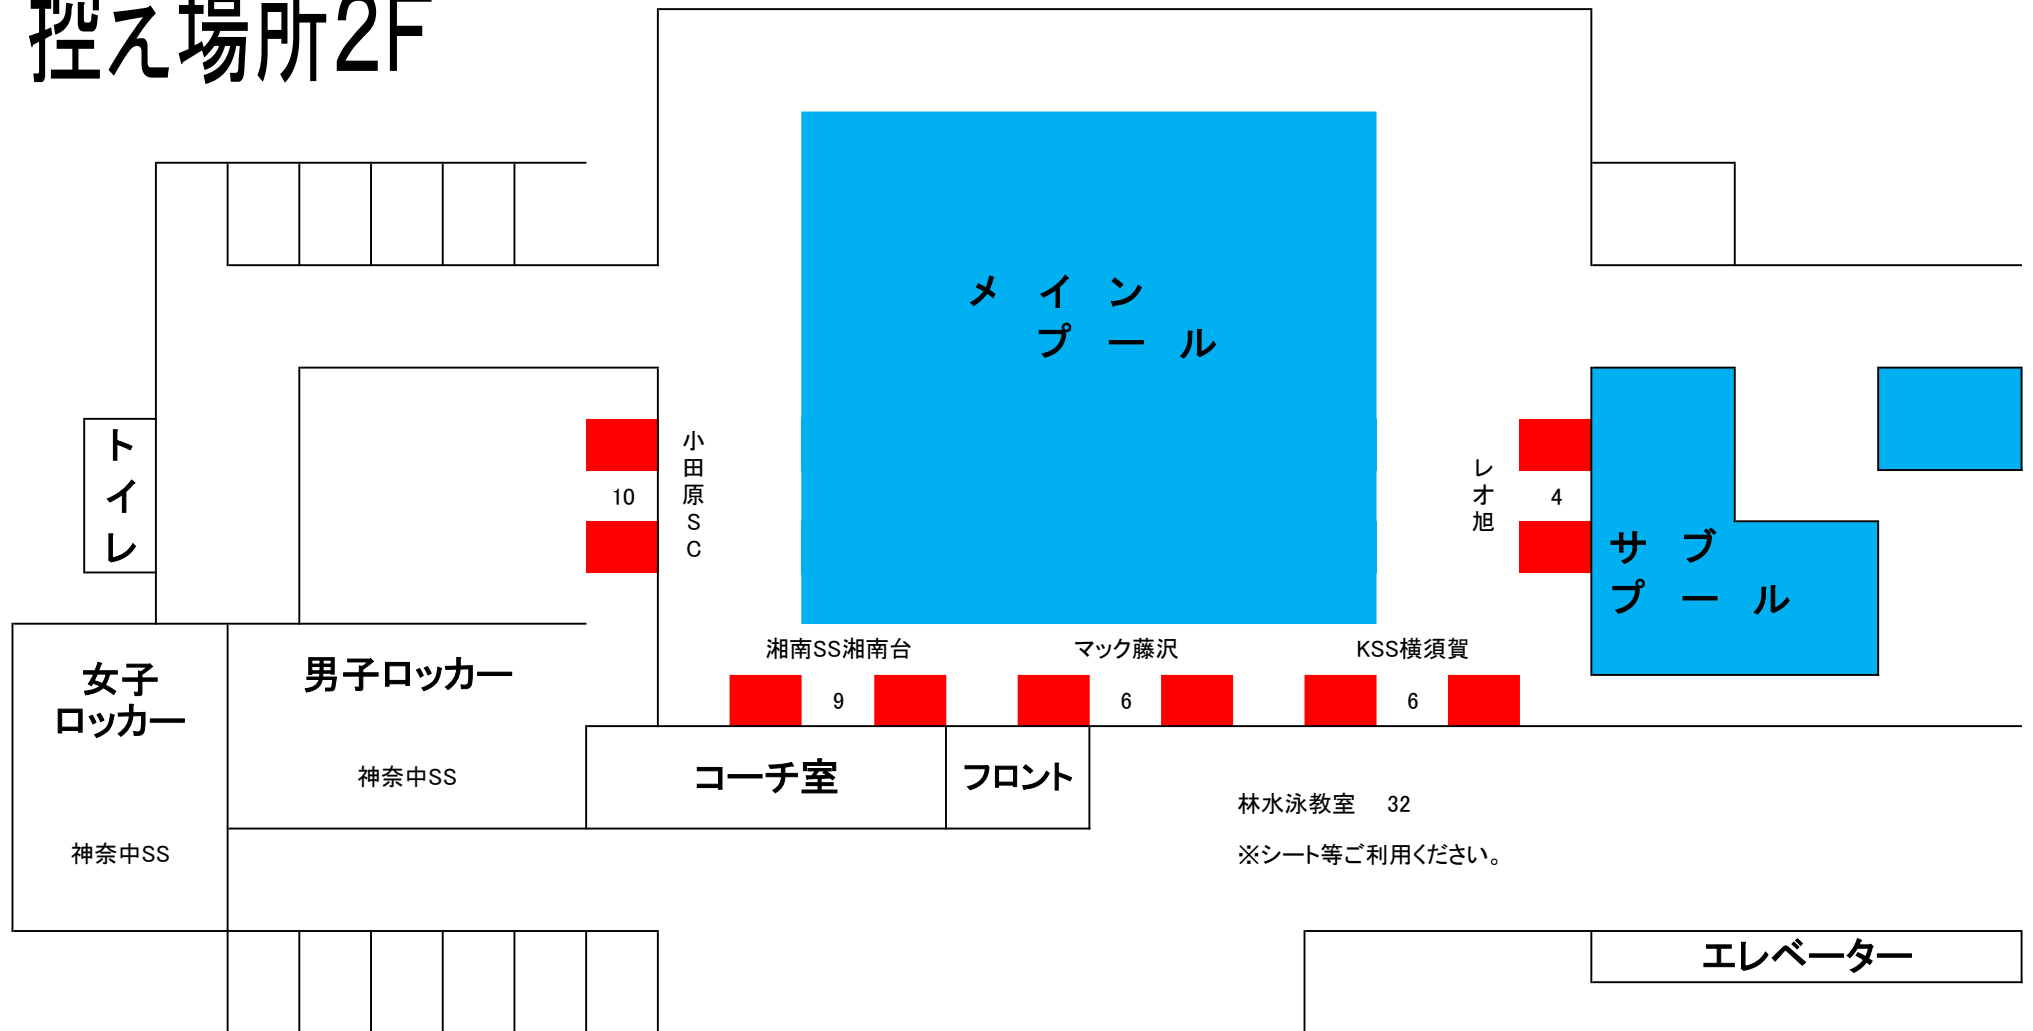 控え場所2F
メイン
プール
トイレ
10
小田原SC
レオ旭
4
サブ
プール
湘南SS湘南台
マック藤沢
KSS横須賀
9
6
6
女子
ロッカー
男子ロッカー
神奈中SS
神奈中SS
コーチ室
フロント
林水泳教室 32
※シート等ご利用ください。
エレベーター